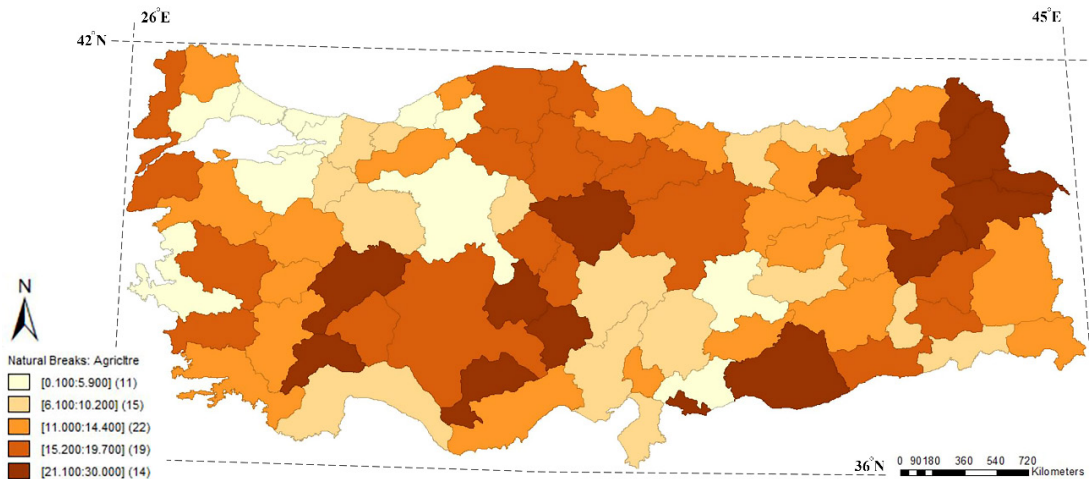 26°E
45°E
42°N
N
Natural Breaks: Agricltre
[0.100:5.900] (11)
[6.100:10.200] (15)
[11.000:14.400] (22)
[15.200:19.700] (19)
[21.100:30.000] (14)
36°N
0 90180 360 540 720
Kilometers